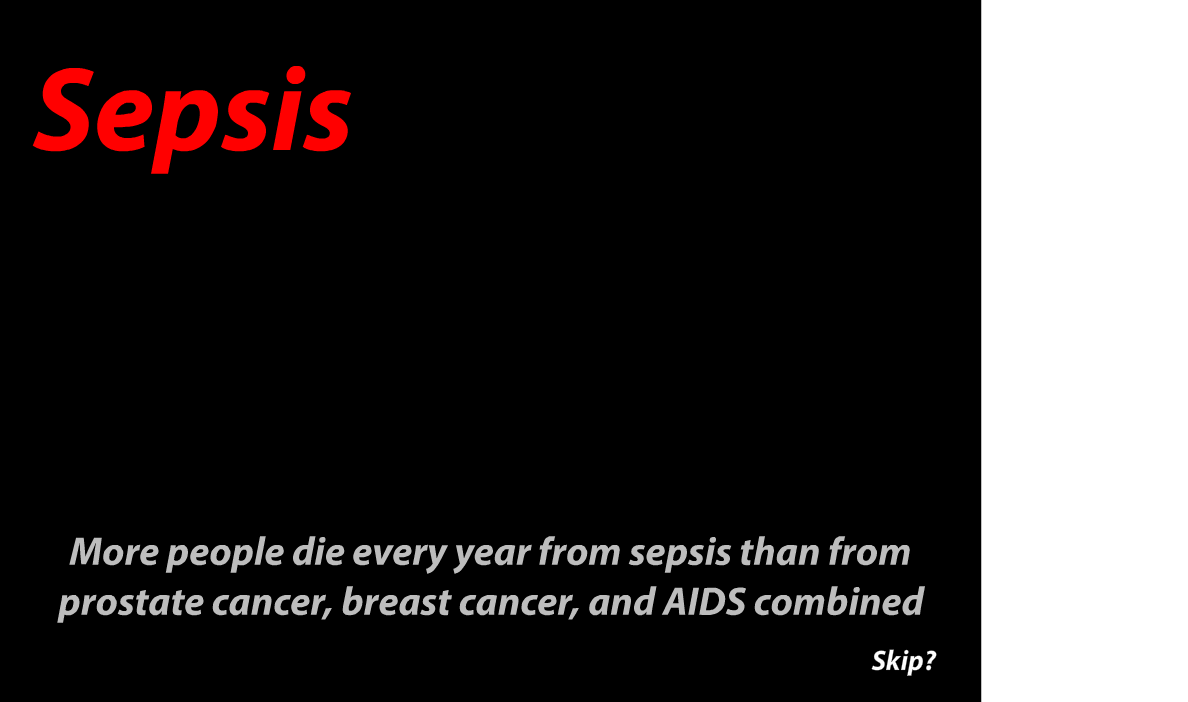 Sepsis
More people die every year from sepsis than from
prostate cancer, breast cancer, and AIDS combined
Skip?